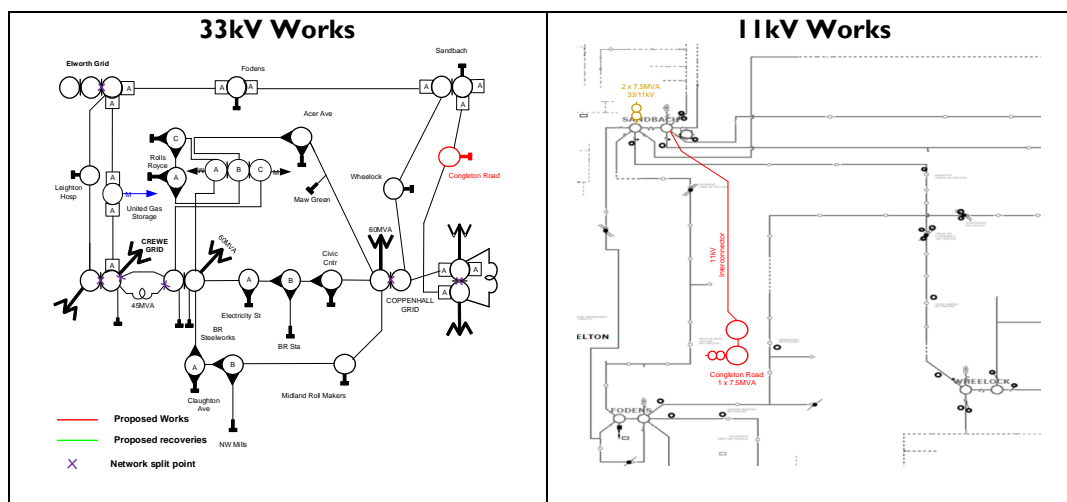 33kV Works
Elworth Grid
Fodens
Sandbach
A
A
A
A
A
A
A
Acer Ave
C
A
Rolls
Royce
A
A
B
C
M
Wheelock
Congleton Road
Leighton
Hosp
Maw Green
A
M
United Gas
Storage
A
CREWE
GRID
60MVA
60MVA
Civic
Cntr
A
A
A
A
A
B
45MVA
Electricity St
COPPENHALL
GRID
BR
Steelworks
BR Sta
A
B
Claughton
Ave
Midland Roll Makers
NW Mills
Proposed Works
Proposed recoveries
Network split point
11kV Works
2 x 7.5MVA
33/11kV
SANDBACH
11kV
Interconnector
ELTON
Congleton Road
1 x 7.5MVA
WHEELOCK
FODENS